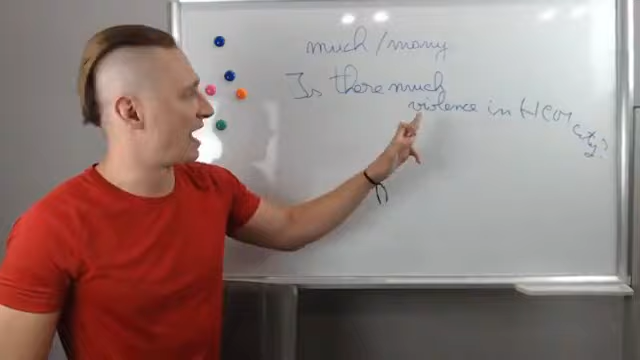 much / many
Is there much
violence in HCM
City?